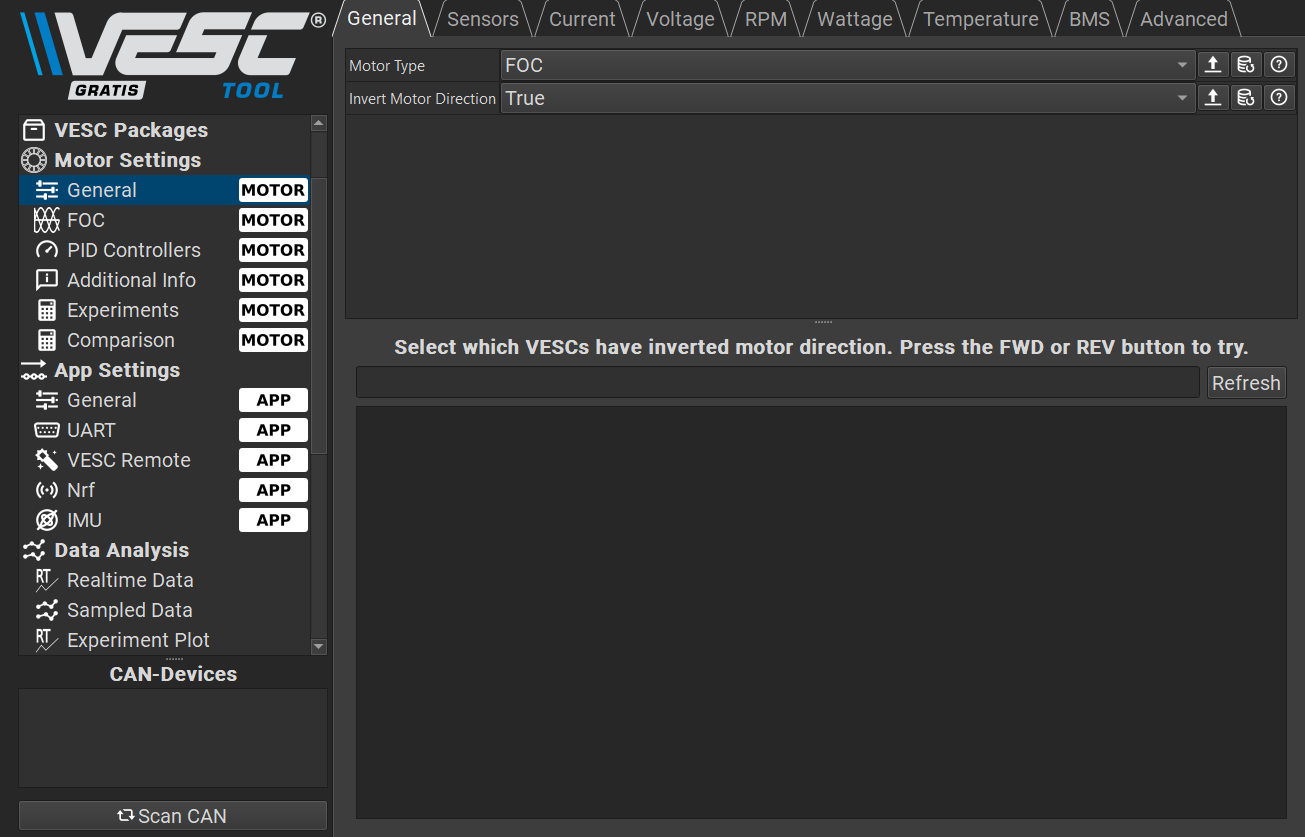 VESC®
GRATIS TOOL
VESC Packages
Motor Settings
General MOTOR
FOC MOTOR
PID Controllers MOTOR
Additional Info MOTOR
Experiments MOTOR
Comparison MOTOR
App Settings
General APP
UART APP
VESC Remote APP
Nrf APP
IMU APP
Data Analysis
RT Realtime Data
Sampled Data
RT Experiment Plot
CAN-Devices
Scan CAN
General Sensors Current Voltage RPM Wattage Temperature BMS Advanced
Motor Type FOC
Invert Motor Direction True
Select which VESCs have inverted motor direction. Press the FWD or REV button to try.
Refresh